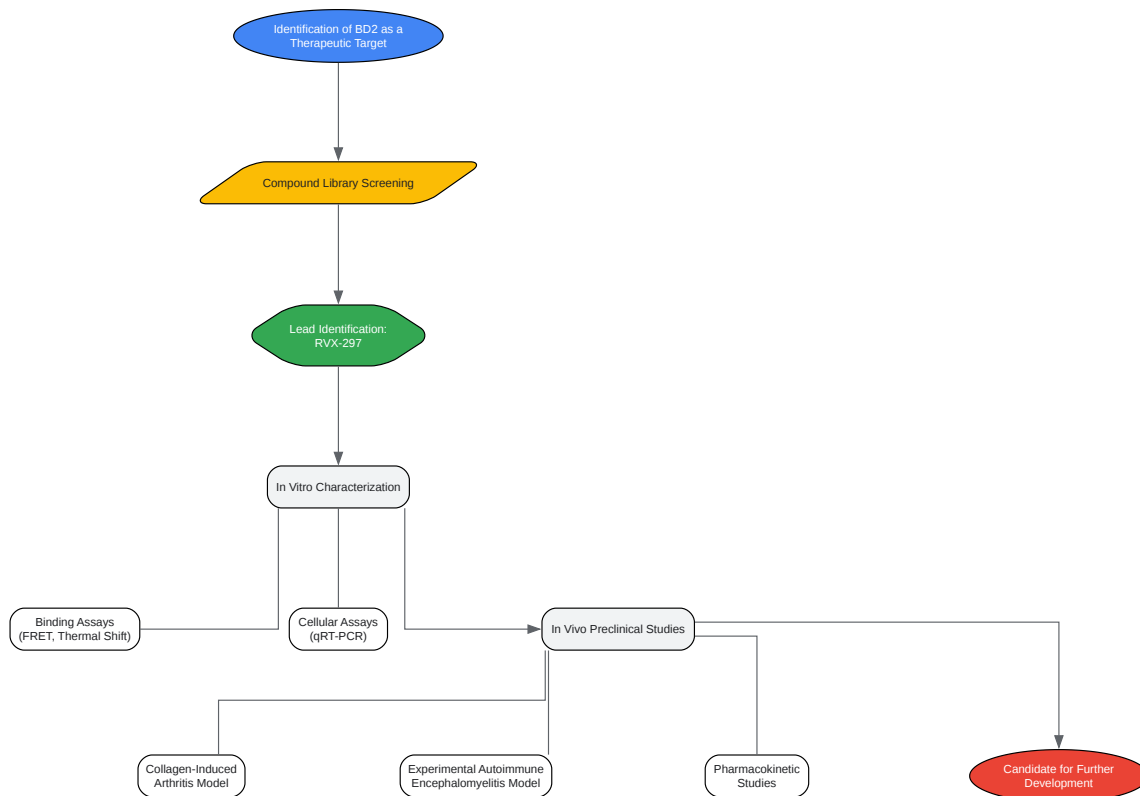 Identification of BD2 as a
Therapeutic Target
Compound Library Screening
Lead Identification:
RVX-297
In Vitro Characterization
Binding Assays
(FRET, Thermal Shift)
Cellular Assays
(qRT-PCR)
In Vivo Preclinical Studies
Collagen-Induced
Arthritis Model
Experimental Autoimmune
Encephalomyelitis Model
Pharmacokinetic
Studies
Candidate for Further
Development